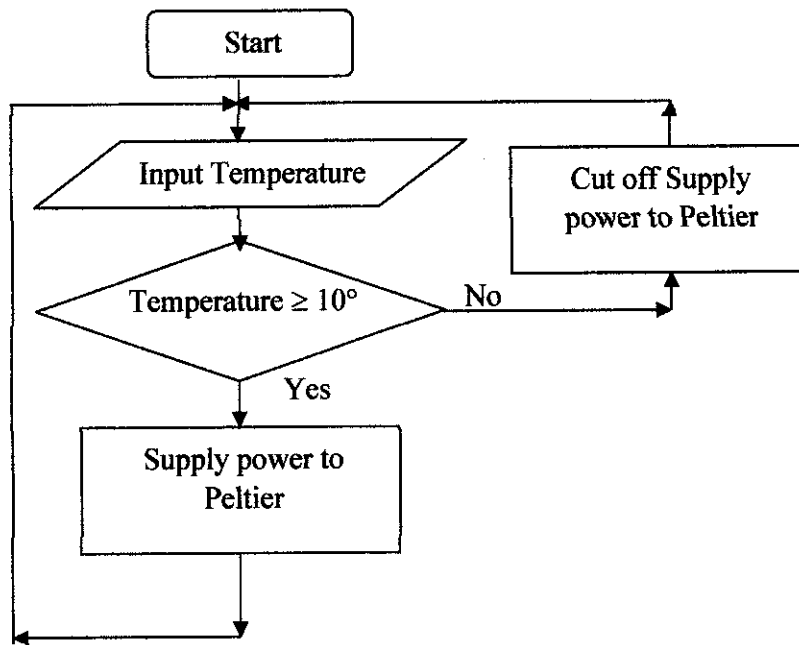 Start
Input Temperature
Cut off Supply
power to Peltier
Temperature ≥ 10°
No
Yes
Supply power to
Peltier